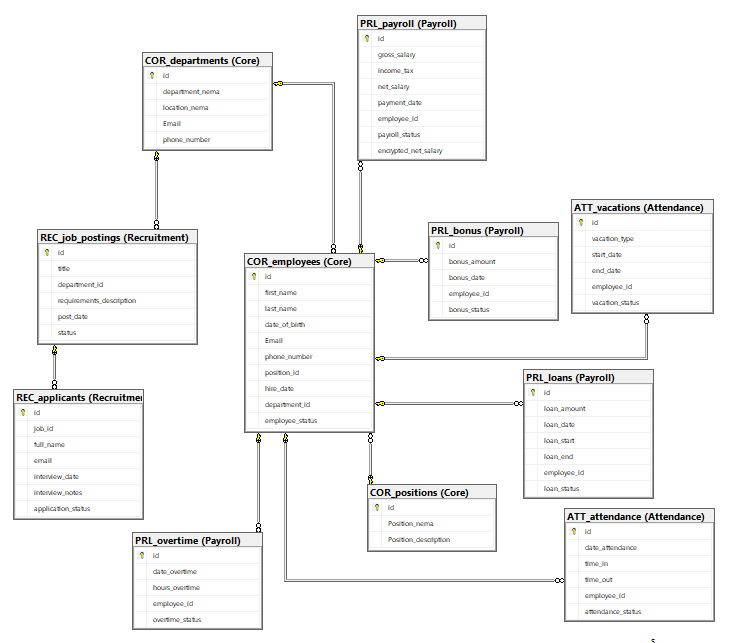 PRL_payroll (Payroll)
id
gross_salary
income_tax
net_salary
payment_date
employee_id
payroll_status
encrypted_net_salary
COR_departments (Core)
id
department_nema
location_nema
Email
phone_number
ATT_vacations (Attendance)
id
vacation_type
start_date
end_date
employee_id
vacation_status
PRL_bonus (Payroll)
id
bonus_amount
bonus_date
employee_id
bonus_status
REC_job_postings (Recruitment)
id
title
department_id
requirements_description
post_date
status
COR_employees (Core)
id
first_name
last_name
date_of_birth
Email
phone_number
position_id
hire_date
department_id
employee_status
PRL_loans (Payroll)
id
loan_amount
loan_date
loan_start
loan_end
employee_id
loan_status
REC_applicants (Recruitmer
id
job_id
full_name
email
interview_date
interview_notes
application_status
COR_positions (Core)
id
Position_nema
Position_description
ATT_attendance (Attendance)
id
date_attendance
time_in
time_out
employee_id
attendance_status
PRL_overtime (Payroll)
id
date_overtime
hours_overtime
employee_id
overtime_status